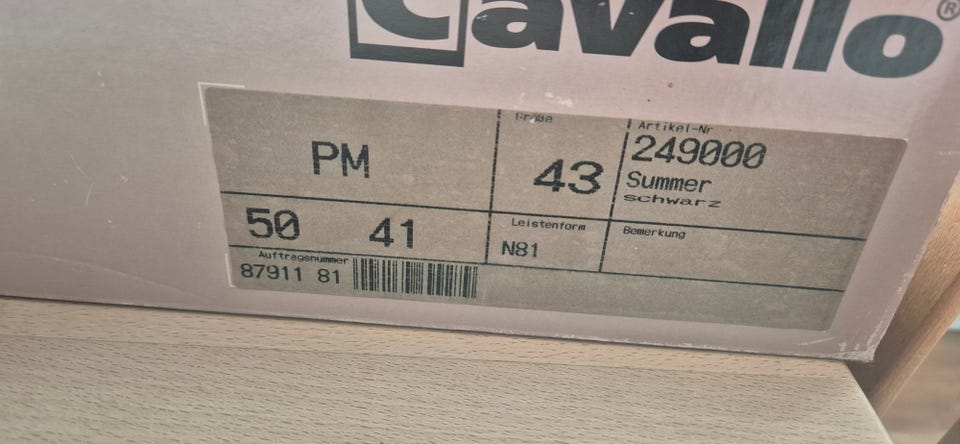 Cavallo®
PM
Größe
43
Artikel-Nr
249000
Summer
schwarz
50 41
Leistenform
N81
Bemerkung
Auftragsnummer
87911 81